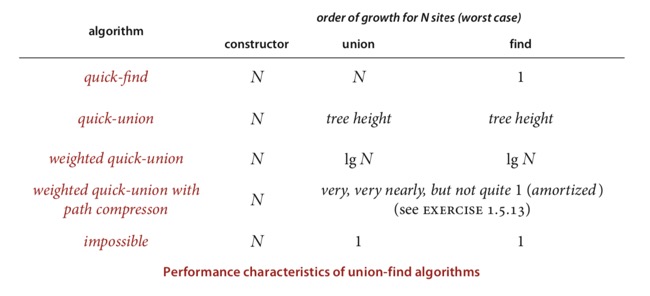 order of growth for N sites (worst case)
algorithm
constructor union find
quick-find N N 1
quick-union N tree height tree height
weighted quick-union N lg N lg N
weighted quick-union with
path compresson N very, very nearly, but not quite 1 (amortized)
(see EXERCISE 1.5.13)
impossible N 1 1
Performance characteristics of union-find algorithms